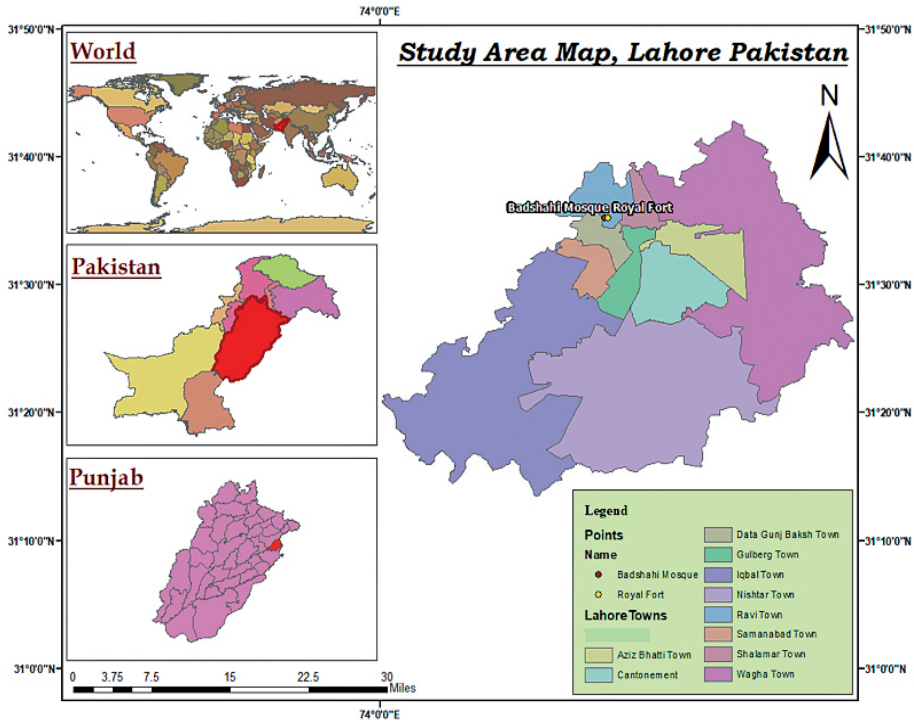 74°0'0"E
31°50'0"N
31°50'0"N
World
Study Area Map, Lahore Pakistan
N
31°40'0"N
31°40'0"N
Badshahi Mosque Royal Fort
Pakistan
31°30'0"N
31°30'0"N
31°20'0"N
31°20'0"N
Punjab
Legend
Points
Name
Badshahi Mosque
Royal Fort
Lahore Towns
Aziz Bhatti Town
Cantonement
Data Gunj Baksh Town
Gulberg Town
Iqbal Town
Nishtar Town
Ravi Town
Samanabad Town
Shalamar Town
Wagha Town
31°10'0"N
31°10'0"N
31°0'0"N
31°0'0"N
0 3.75 7.5 15 22.5 30
Miles
74°0'0"E